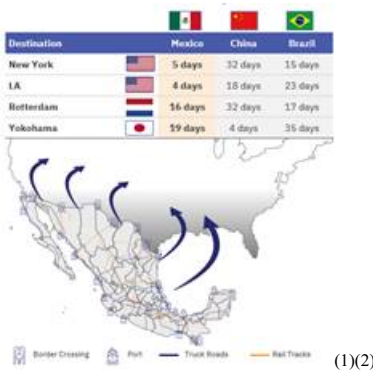 Destination Mexico China Brazil
New York 5 days 32 days 15 days
LA 4 days 18 days 23 days
Rotterdam 16 days 32 days 17 days
Yokohama 19 days 4 days 35 days
Border Crossing Port Truck Roads Rail Tracks
(1)(2)